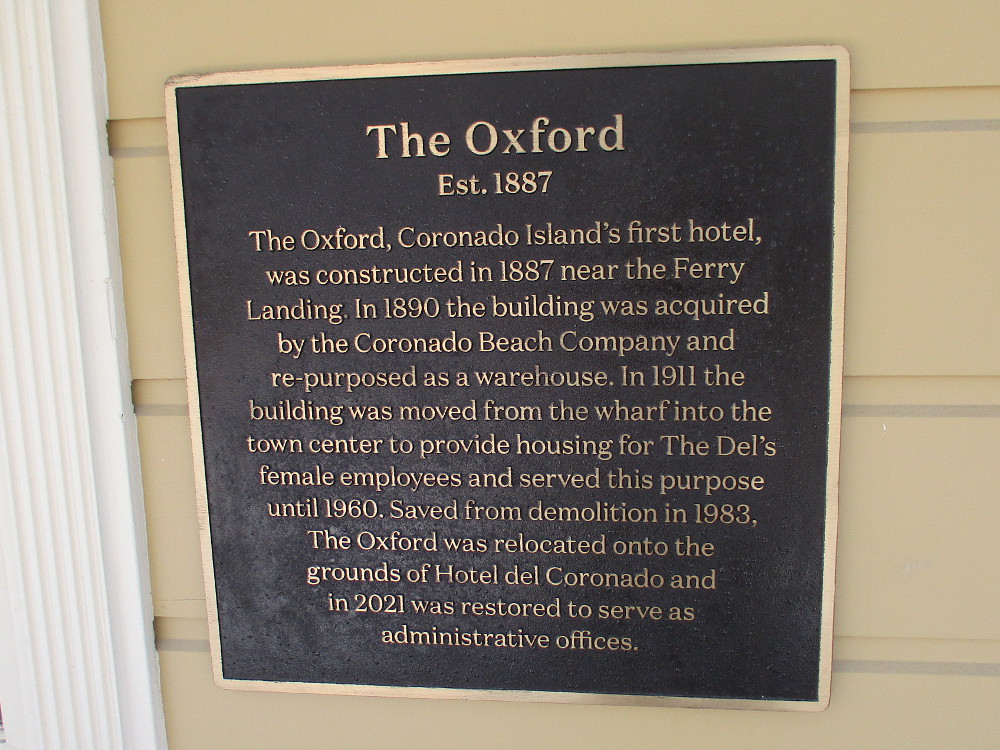 The Oxford
Est. 1887
The Oxford, Coronado Island's first hotel,
was constructed in 1887 near the Ferry
Landing. In 1890 the building was acquired
by the Coronado Beach Company and
re-purposed as a warehouse. In 1911 the
building was moved from the wharf into the
town center to provide housing for The Del's
female employees and served this purpose
until 1960. Saved from demolition in 1983,
The Oxford was relocated onto the
grounds of Hotel del Coronado and
in 2021 was restored to serve as
administrative offices.